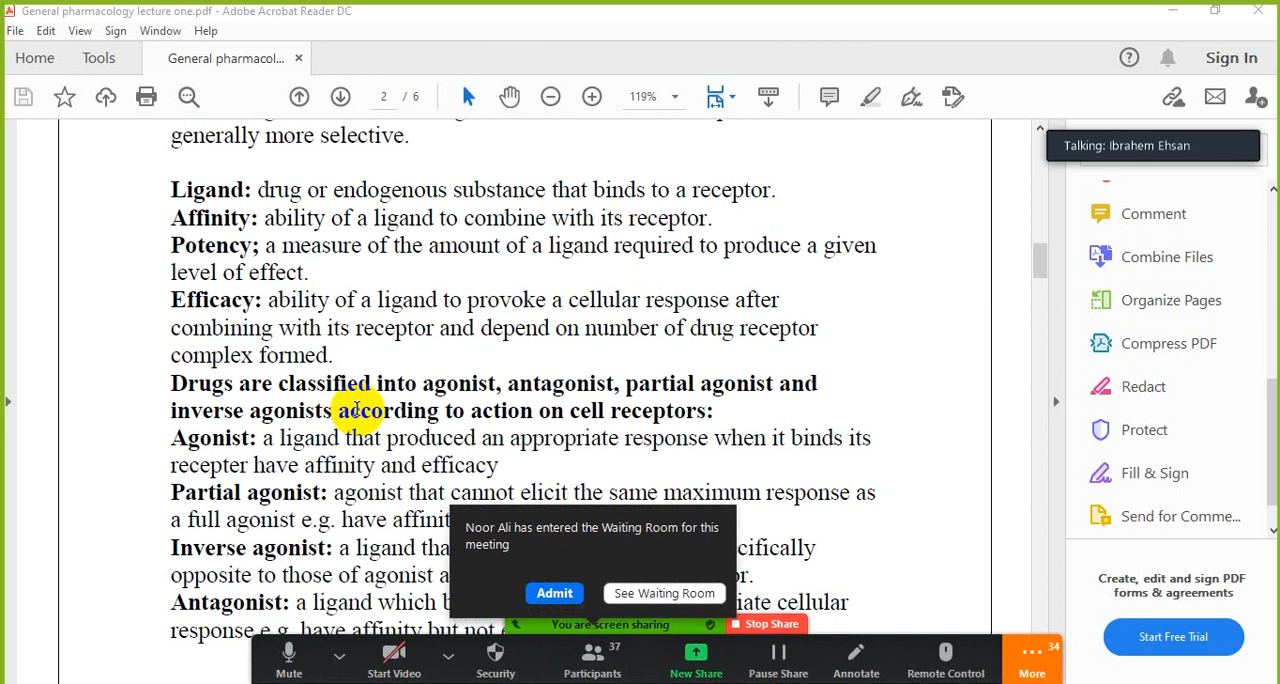 General pharmacology lecture one.pdf - Adobe Acrobat Reader DC
File Edit View Sign Window Help
Home Tools General pharmacol... × Sign In
2 / 6 119%
generally more selective.
Talking: Ibrahem Ehsan
Ligand: drug or endogenous substance that binds to a receptor.
Affinity: ability of a ligand to combine with its receptor.
Potency; a measure of the amount of a ligand required to produce a given
level of effect.
Efficacy: ability of a ligand to provoke a cellular response after
combining with its receptor and depend on number of drug receptor
complex formed.
Drugs are classified into agonist, antagonist, partial agonist and
inverse agonists according to action on cell receptors:
Agonist: a ligand that produced an appropriate response when it binds its
recepter have affinity and efficacy
Partial agonist: agonist that cannot elicit the same maximum response as
a full agonist e.g. have affinit
Inverse agonist: a ligand tha cifically
opposite to those of agonist a or.
Antagonist: a ligand which b iate cellular
response e.g. have affinity but not
Comment
Combine Files
Organize Pages
Compress PDF
Redact
Protect
Fill & Sign
Send for Comme...
Create, edit and sign PDF
forms & agreements
Start Free Trial
Noor Ali has entered the Waiting Room for this
meeting
Admit See Waiting Room
You are screen sharing Stop Share
37 34
Mute Start Video Security Participants New Share Pause Share Annotate Remote Control More